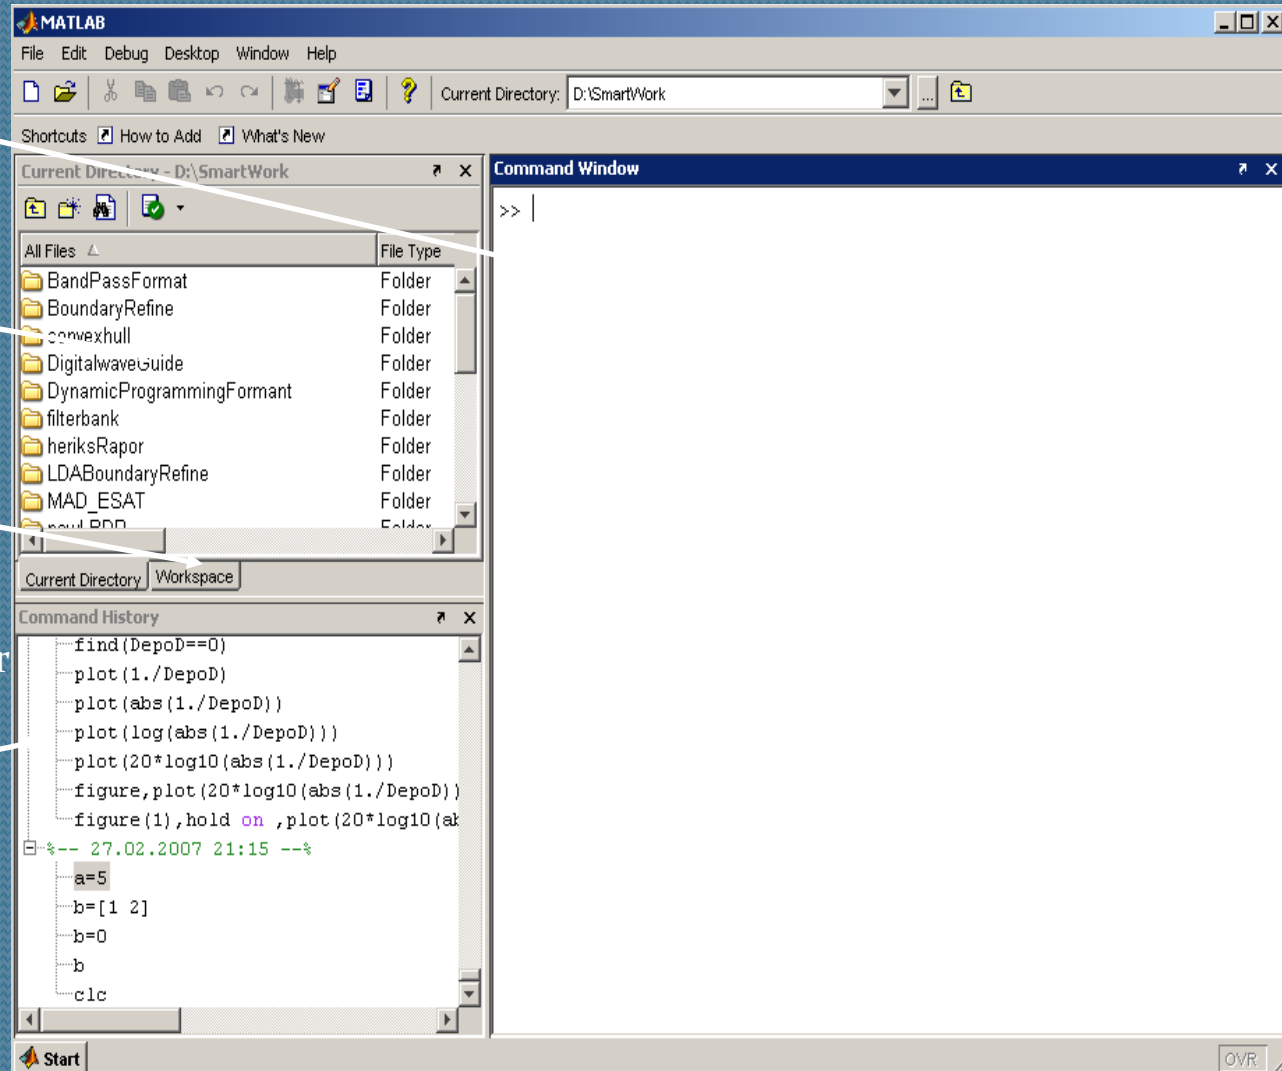 MATLAB
File Edit Debug Desktop Window Help
Current Directory: D:\SmartWork ...
Shortcuts How to Add What's New
Current Directory - D:\SmartWork
All Files File Type
BandPassFormat Folder
BoundaryRefine Folder
convexhull Folder
DigitalwaveGuide Folder
DynamicProgrammingFormant Folder
filterbank Folder
heriksRapor Folder
LDABoundaryRefine Folder
MAD_ESAT Folder
Folder
Current Directory Workspace
Command History
find(DepoD==0)
r
plot(1./DepoD)
plot(abs(1./DepoD))
plot(log(abs(1./DepoD)))
plot(20*log10(abs(1./DepoD)))
figure,plot(20*log10(abs(1./DepoD))
figure(1),hold on ,plot(20*log10(ab
%-- 27.02.2007 21:15 --%
a=5
b=[1 2]
b=0
b
clc
Command Window
>>
Start
OVR